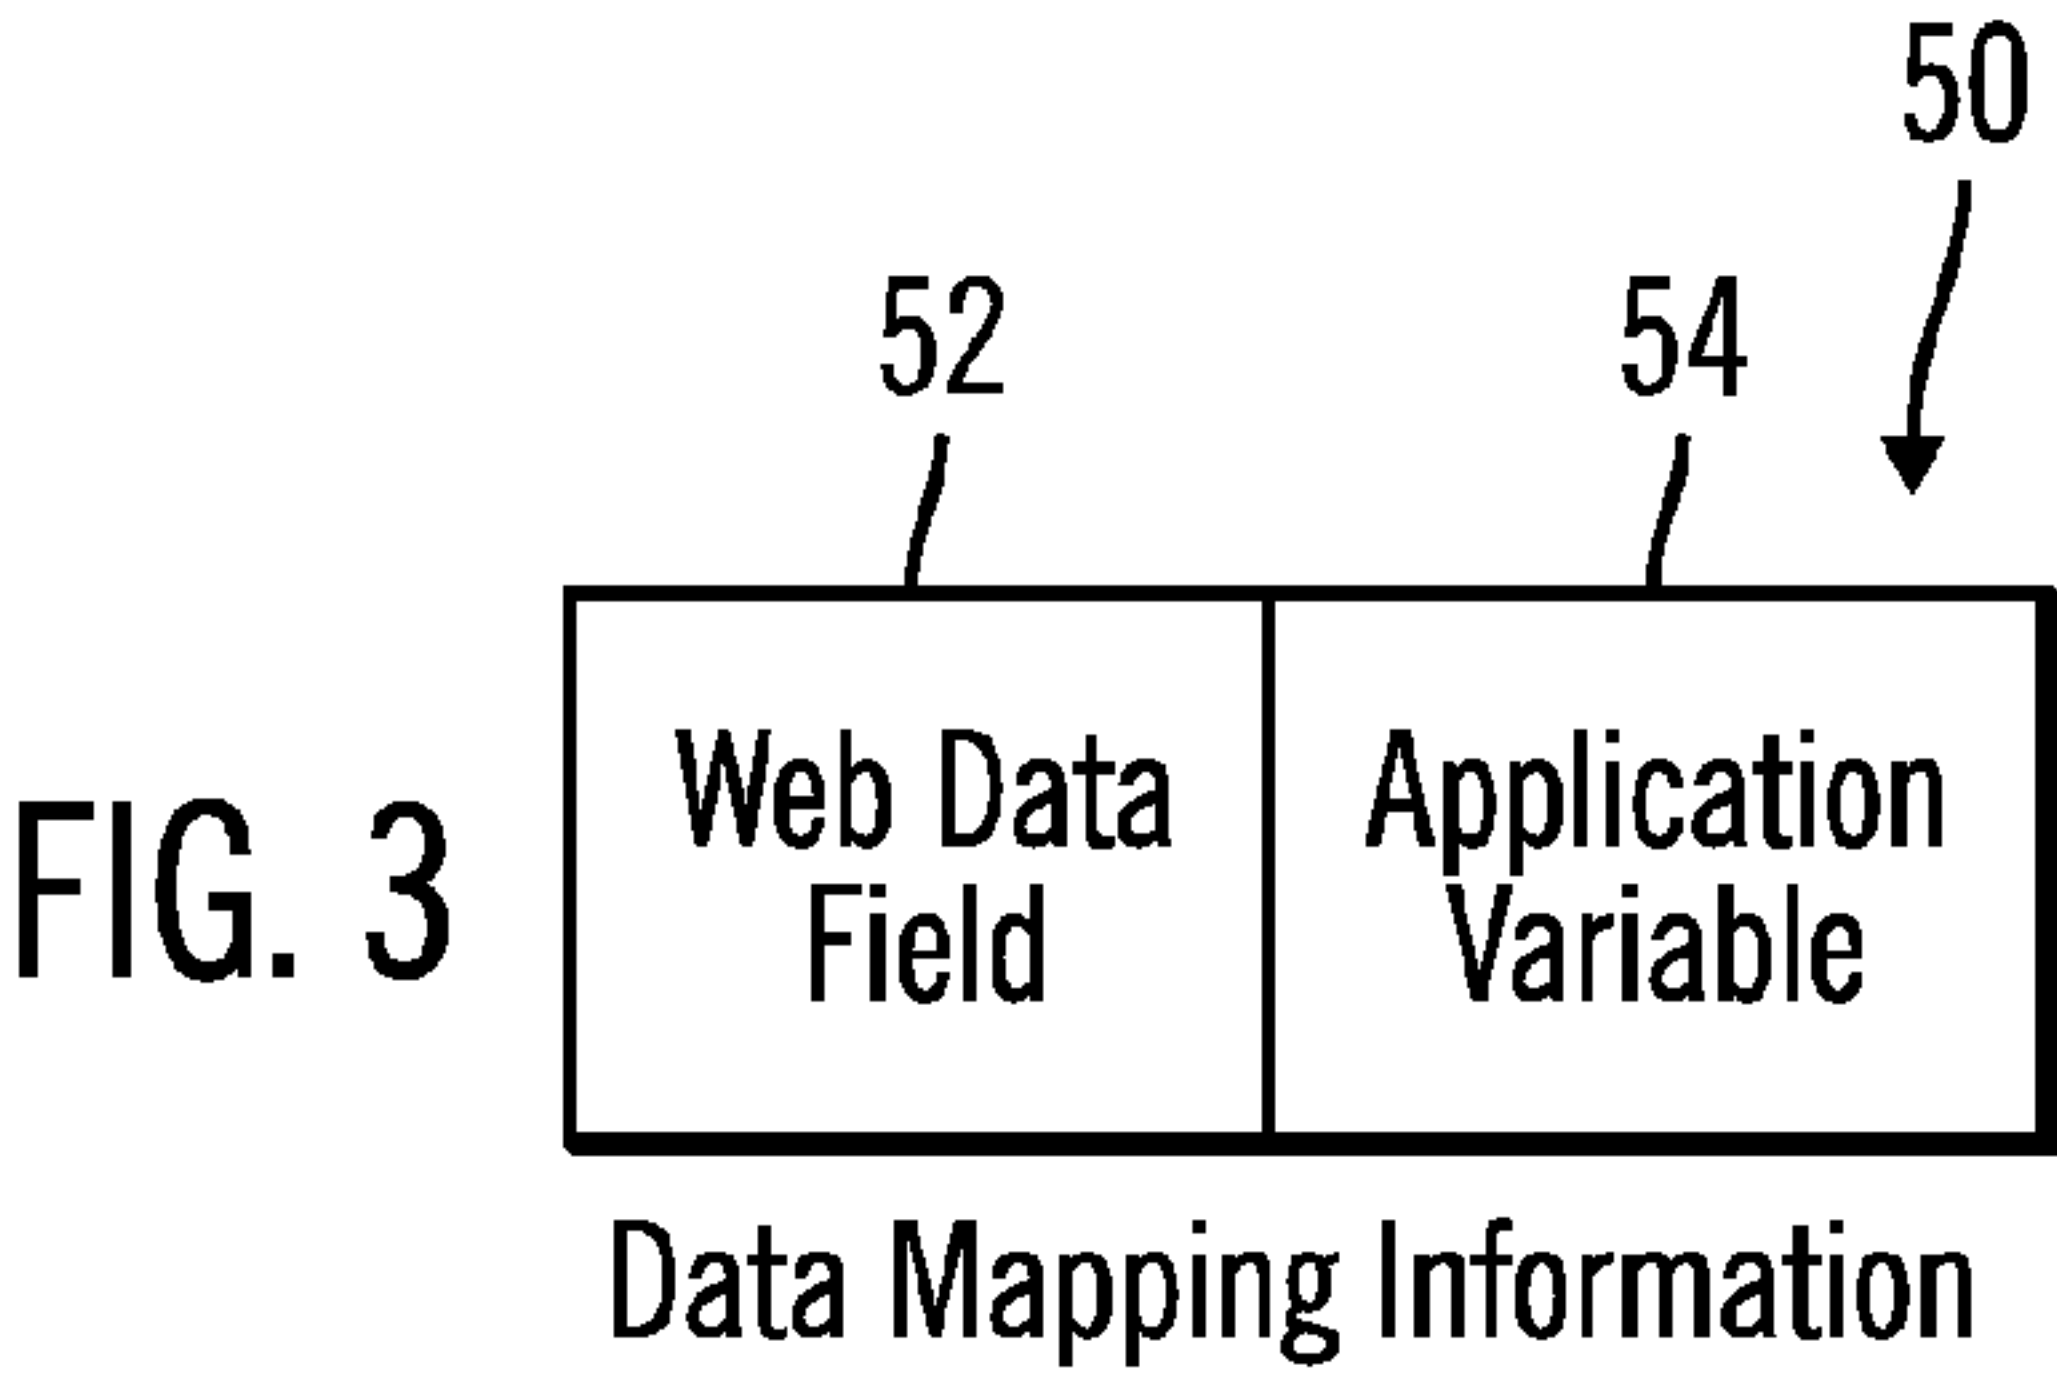 50
52
54
Web Data
Field
Application
Variable
FIG. 3
Data Mapping Information